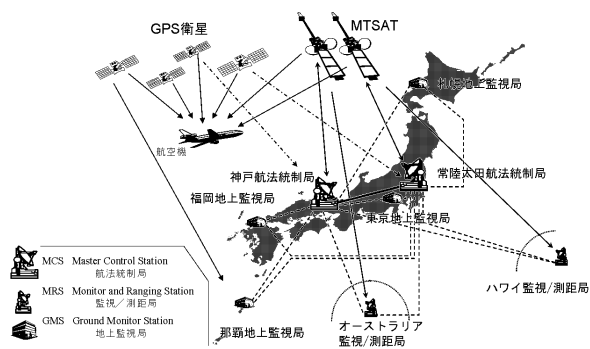 GPS衛星
MTSAT
札幌地上監視局
航空機
神戸航法統制局
常陸太田航法統制局
福岡地上監視局
東京地上監視局
MCS Master Control Station
航法統制局
MRS Monitor and Ranging Station
監視／測距局
GMS Ground Monitor Station
地上監視局
那覇地上監視局
オーストラリア
監視/測距局
ハワイ監視/測距局